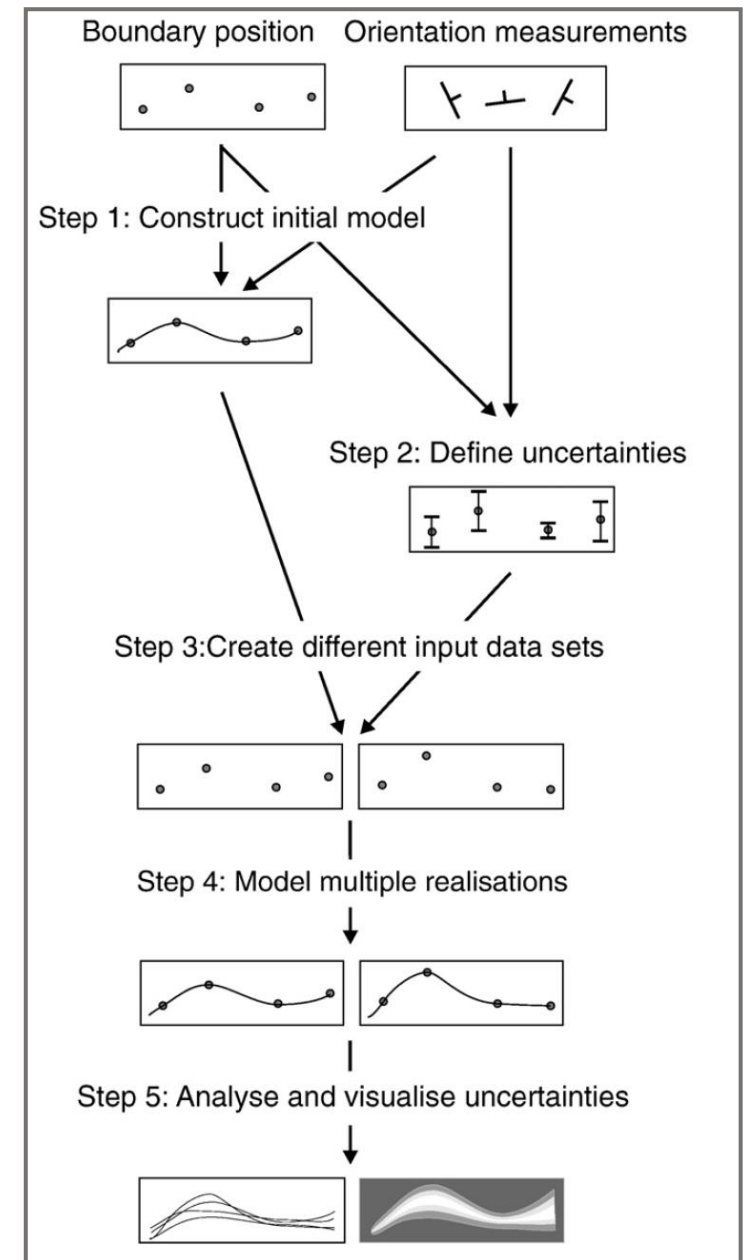 Boundary position
Orientation measurements
Step 1: Construct initial model
Step 2: Define uncertainties
Step 3:Create different input data sets
Step 4: Model multiple realisations
Step 5: Analyse and visualise uncertainties